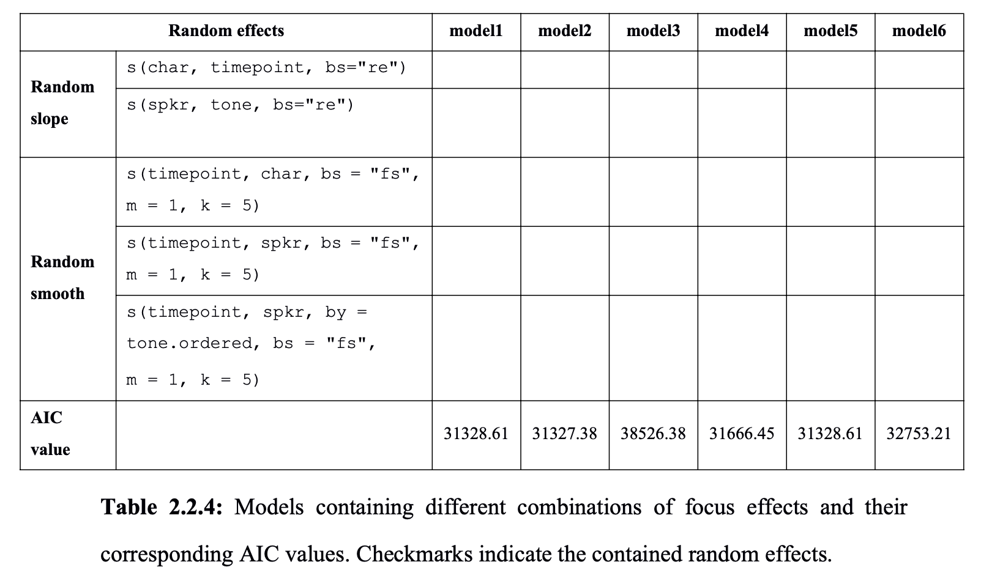 Random effects model1 model2 model3 model4 model5 model6
Random slope
s(char, timepoint, bs="re")
s(spkr, tone, bs="re")
Random smooth
s(timepoint, char, bs = "fs",
m = 1, k = 5)
s(timepoint, spkr, bs = "fs",
m = 1, k = 5)
s(timepoint, spkr, by =
tone.ordered, bs = "fs",
m = 1, k = 5)
AIC value
31328.61 31327.38 38526.38 31666.45 31328.61 32753.21
Table 2.2.4: Models containing different combinations of focus effects and their
corresponding AIC values. Checkmarks indicate the contained random effects.